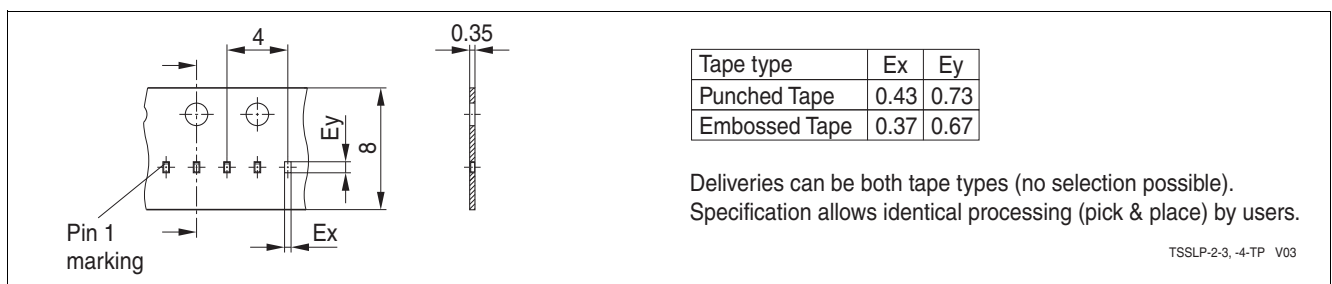 4
0.35
Ey
8
Ex
Pin 1
marking
Tape type Ex Ey
Punched Tape 0.43 0.73
Embossed Tape 0.37 0.67
Deliveries can be both tape types (no selection possible).
Specification allows identical processing (pick & place) by users.
TSSLP-2-3, -4-TP V03